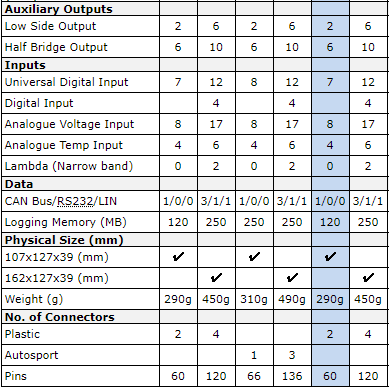 Auxiliary Outputs
Low Side Output 2 6 2 6 2 6
Half Bridge Output 6 10 6 10 6 10
Inputs
Universal Digital Input 7 12 8 12 7 12
Digital Input 4 4 4
Analogue Voltage Input 8 17 8 17 8 17
Analogue Temp Input 4 6 4 6 4 6
Lambda (Narrow band) 0 2 0 2 0 2
Data
CAN Bus/RS232/LIN 1/0/0 3/1/1 1/0/0 3/1/1 1/0/0 3/1/1
Logging Memory (MB) 120 250 250 250 120 250
Physical Size (mm)
107x127x39 (mm) ✔ ✔ ✔
162x127x39 (mm) ✔ ✔ ✔
Weight (g) 290g 450g 310g 490g 290g 450g
No. of Connectors
Plastic 2 4 2 4
Autosport 1 3
Pins 60 120 66 136 60 120